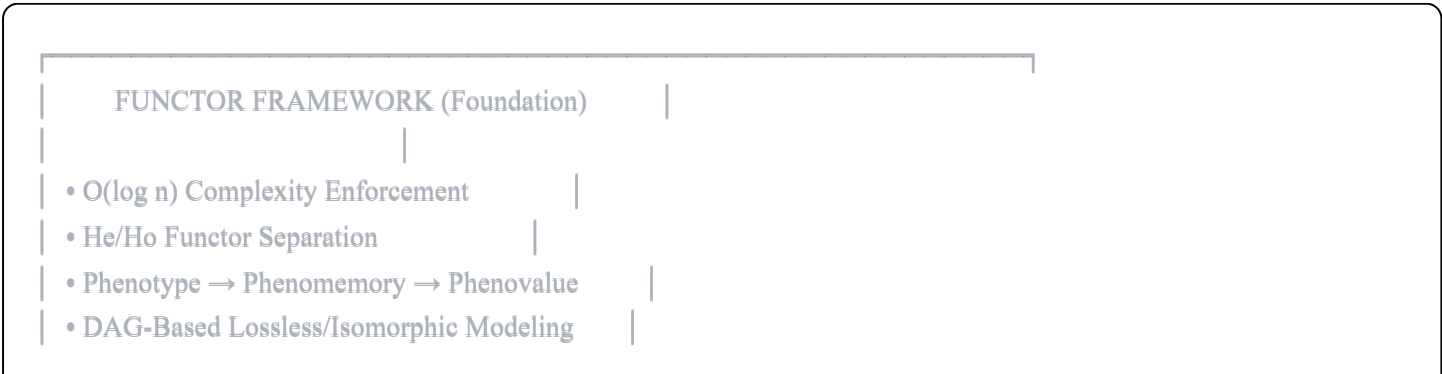 FUNCTOR FRAMEWORK (Foundation)
• O(log n) Complexity Enforcement
• He/Ho Functor Separation
• Phenotype → Phenomemory → Phenovalue
• DAG-Based Lossless/Isomorphic Modeling